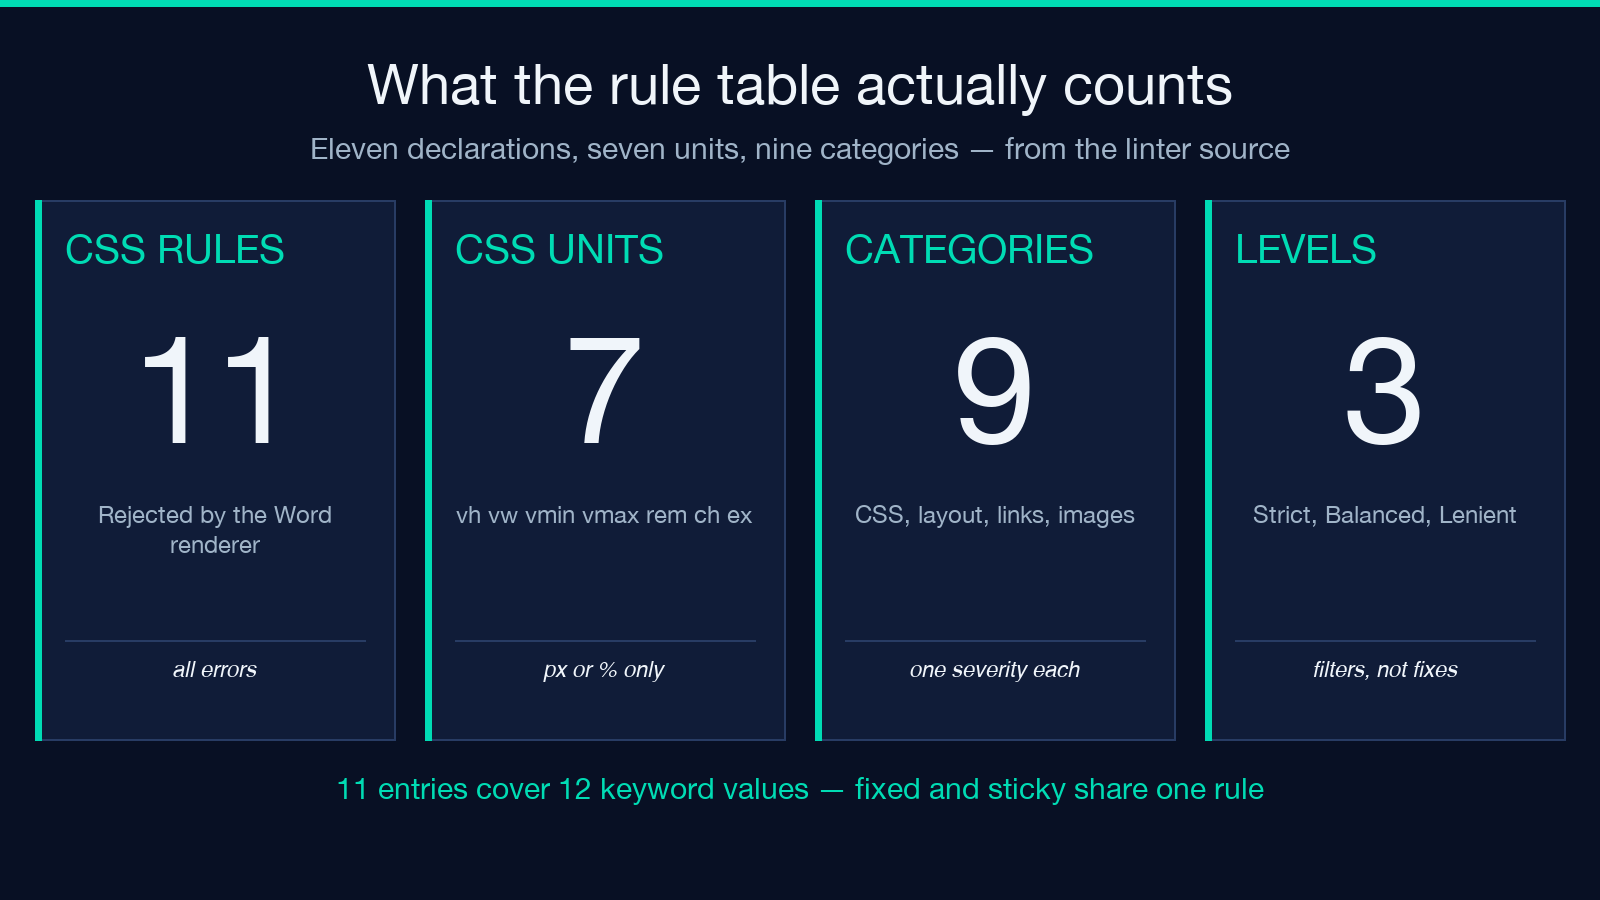 What the rule table actually counts
Eleven declarations, seven units, nine categories — from the linter source
CSS RULES
11
Rejected by the Word
renderer
all errors
CSS UNITS
7
vh vw vmin vmax rem ch ex
px or % only
CATEGORIES
9
CSS, layout, links, images
one severity each
LEVELS
3
Strict, Balanced, Lenient
filters, not fixes
11 entries cover 12 keyword values — fixed and sticky share one rule